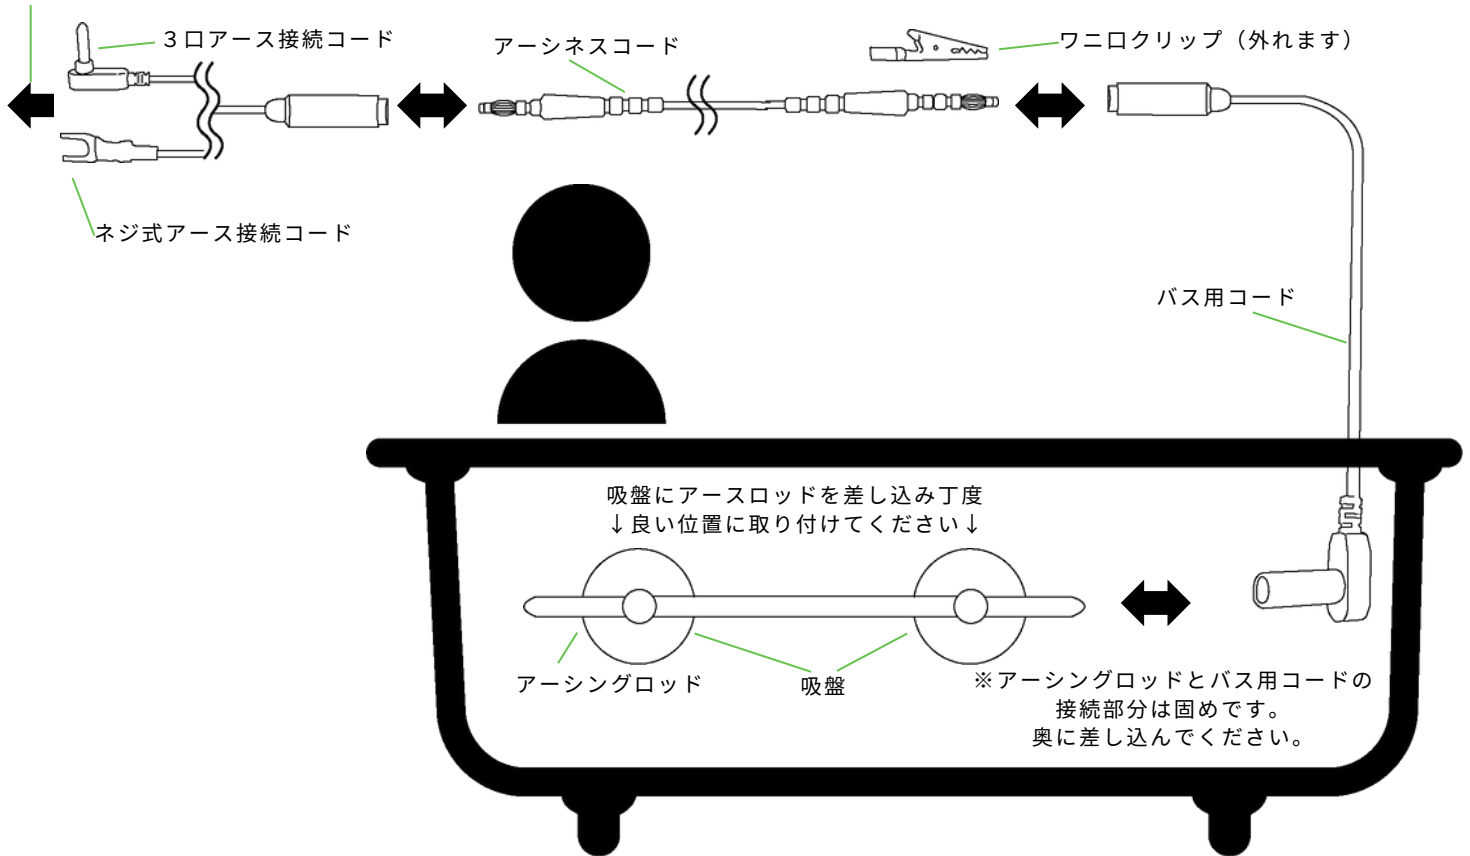 ３口アース接続コード
アーシネスコード
ワニ口クリップ（外れます）
ネジ式アース接続コード
バス用コード
吸盤にアースロッドを差し込み丁度
↓良い位置に取り付けてください↓
アーシングロッド
吸盤
※アーシングロッドとバス用コードの
接続部分は固めです。
奥に差し込んでください。